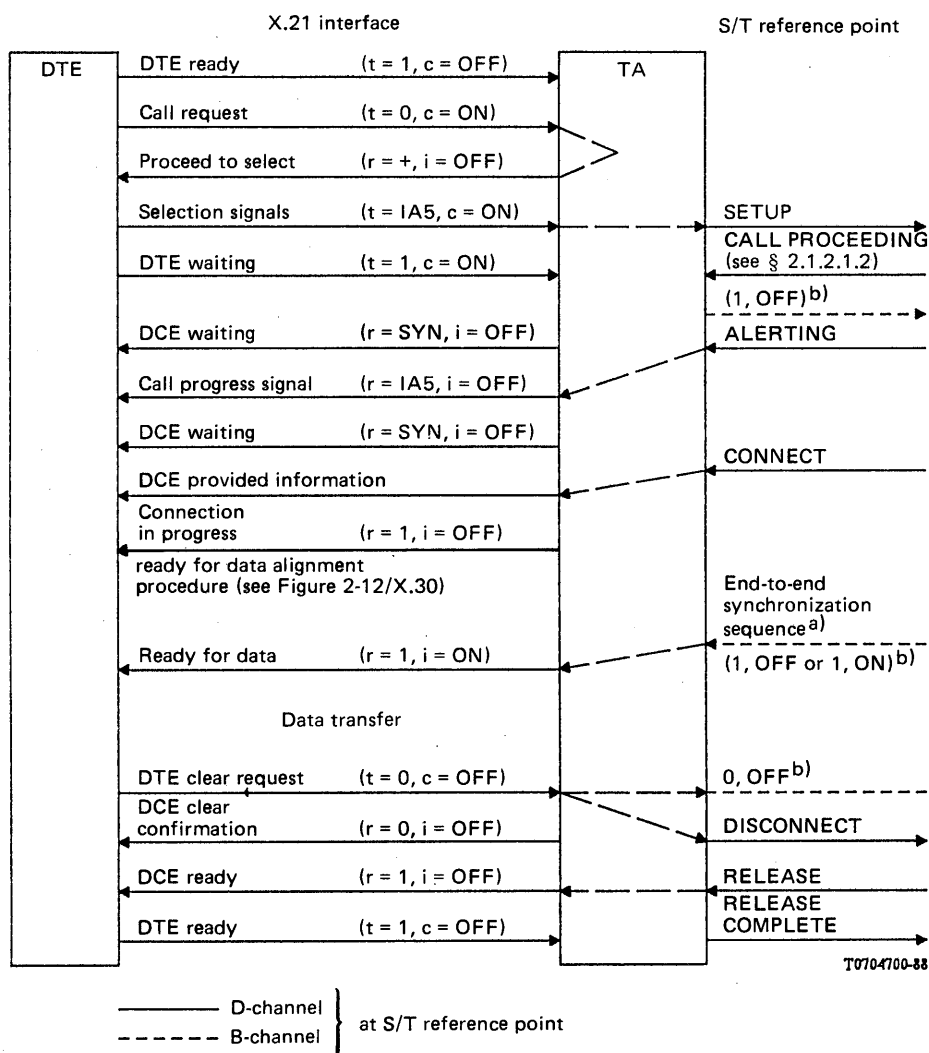 X.21 interface
S/T reference point
DTE
TA
DTE ready (t = 1, c = OFF)
Call request (t = 0, c = ON)
Proceed to select (r = +, i = OFF)
Selection signals (t = IA5, c = ON)
SETUP
CALL PROCEEDING
(see § 2.1.2.1.2)
DTE waiting (t = 1, c = ON)
(1, OFF)b)
DCE waiting (r = SYN, i = OFF)
ALERTING
Call progress signal (r = IA5, i = OFF)
DCE waiting (r = SYN, i = OFF)
CONNECT
DCE provided information
Connection
in progress (r = 1, i = OFF)
ready for data alignment
procedure (see Figure 2-12/X.30)
End-to-end
synchronization
sequencea)
Ready for data (r = 1, i = ON)
(1, OFF or 1, ON)b)
Data transfer
DTE clear request (t = 0, c = OFF)
0, OFFb)
DCE clear
confirmation (r = 0, i = OFF)
DISCONNECT
DCE ready (r = 1, i = OFF)
RELEASE
RELEASE
COMPLETE
DTE ready (t = 1, c = OFF)
T0704700-88
D-channel
B-channel
at S/T reference point